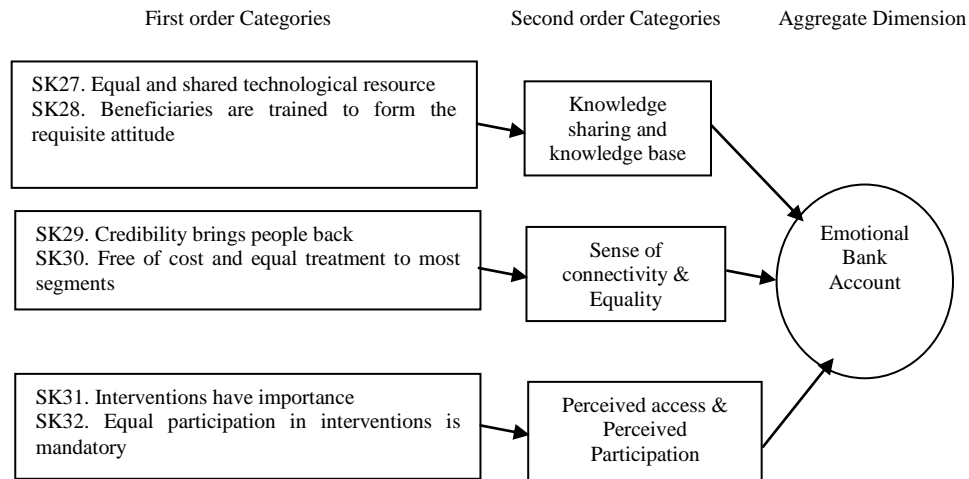 First order Categories
Second order Categories
Aggregate Dimension
SK27. Equal and shared technological resource
SK28. Beneficiaries are trained to form the
requisite attitude
Knowledge
sharing and
knowledge base
SK29. Credibility brings people back
SK30. Free of cost and equal treatment to most
segments
Sense of
connectivity &
Equality
Emotional
Bank
Account
SK31. Interventions have importance
SK32. Equal participation in interventions is
mandatory
Perceived access &
Perceived
Participation